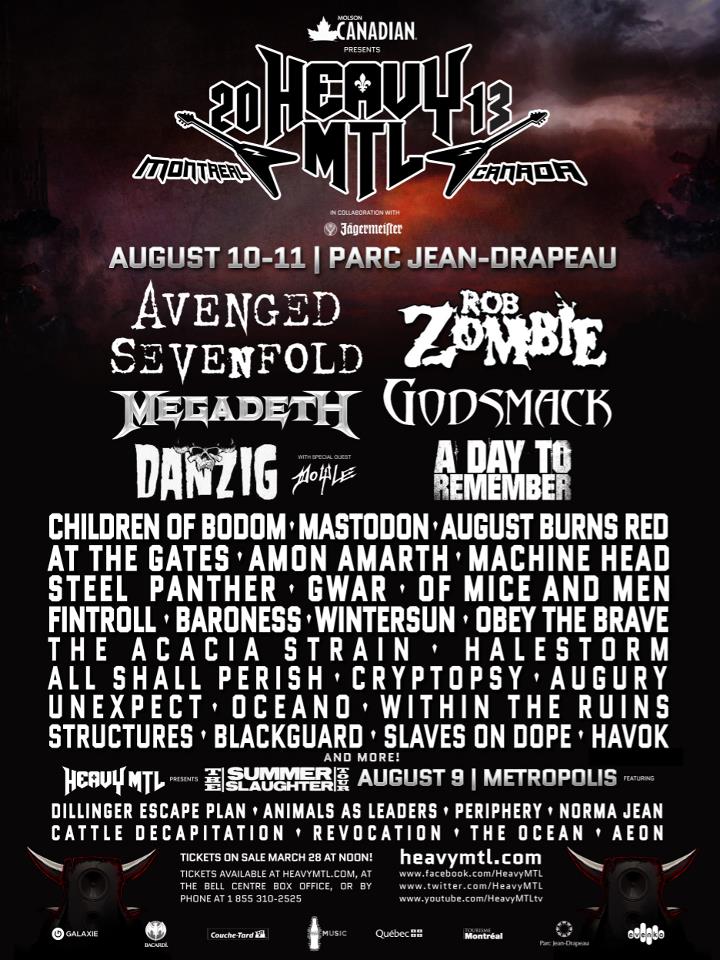 MOLSON
CANADIAN
PRESENTS
20 HEAVY 13
MTL
MONTREAL CANADA
IN COLLABORATION WITH
Jägermeister
AUGUST 10-11 | PARC JEAN-DRAPEAU
AVENGED
SEVENFOLD
ROB
ZOMBIE
MEGADETH
GODSMACK
DANZIG
WITH SPECIAL GUEST
DOYLE
A DAY TO
REMEMBER
CHILDREN OF BODOM · MASTODON · AUGUST BURNS RED
AT THE GATES · AMON AMARTH · MACHINE HEAD
STEEL PANTHER · GWAR · OF MICE AND MEN
FINTROLL · BARONESS · WINTERSUN · OBEY THE BRAVE
THE ACACIA STRAIN · HALESTORM
ALL SHALL PERISH · CRYPTOPSY · AUGURY
UNEXPECT · OCEANO · WITHIN THE RUINS
STRUCTURES · BLACKGUARD · SLAVES ON DOPE · HAVOK
AND MORE!
HEAVY MTL PRESENTS THE SUMMER SLAUGHTER TOUR AUGUST 9 | METROPOLIS FEATURING
DILLINGER ESCAPE PLAN · ANIMALS AS LEADERS · PERIPHERY · NORMA JEAN
CATTLE DECAPITATION · REVOCATION · THE OCEAN · AEON
TICKETS ON SALE MARCH 28 AT NOON!
TICKETS AVAILABLE AT HEAVYMTL.COM, AT
THE BELL CENTRE BOX OFFICE, OR BY
PHONE AT 1 855 310-2525
heavymtl.com
www.facebook.com/HeavyMTL
www.twitter.com/HeavyMTL
www.youtube.com/HeavyMTLtv
GALAXIE
BACARDI.
Couche-Tard
MUSIC
Québec
TOURISME
Montréal
Parc Jean-Drapeau
evenko